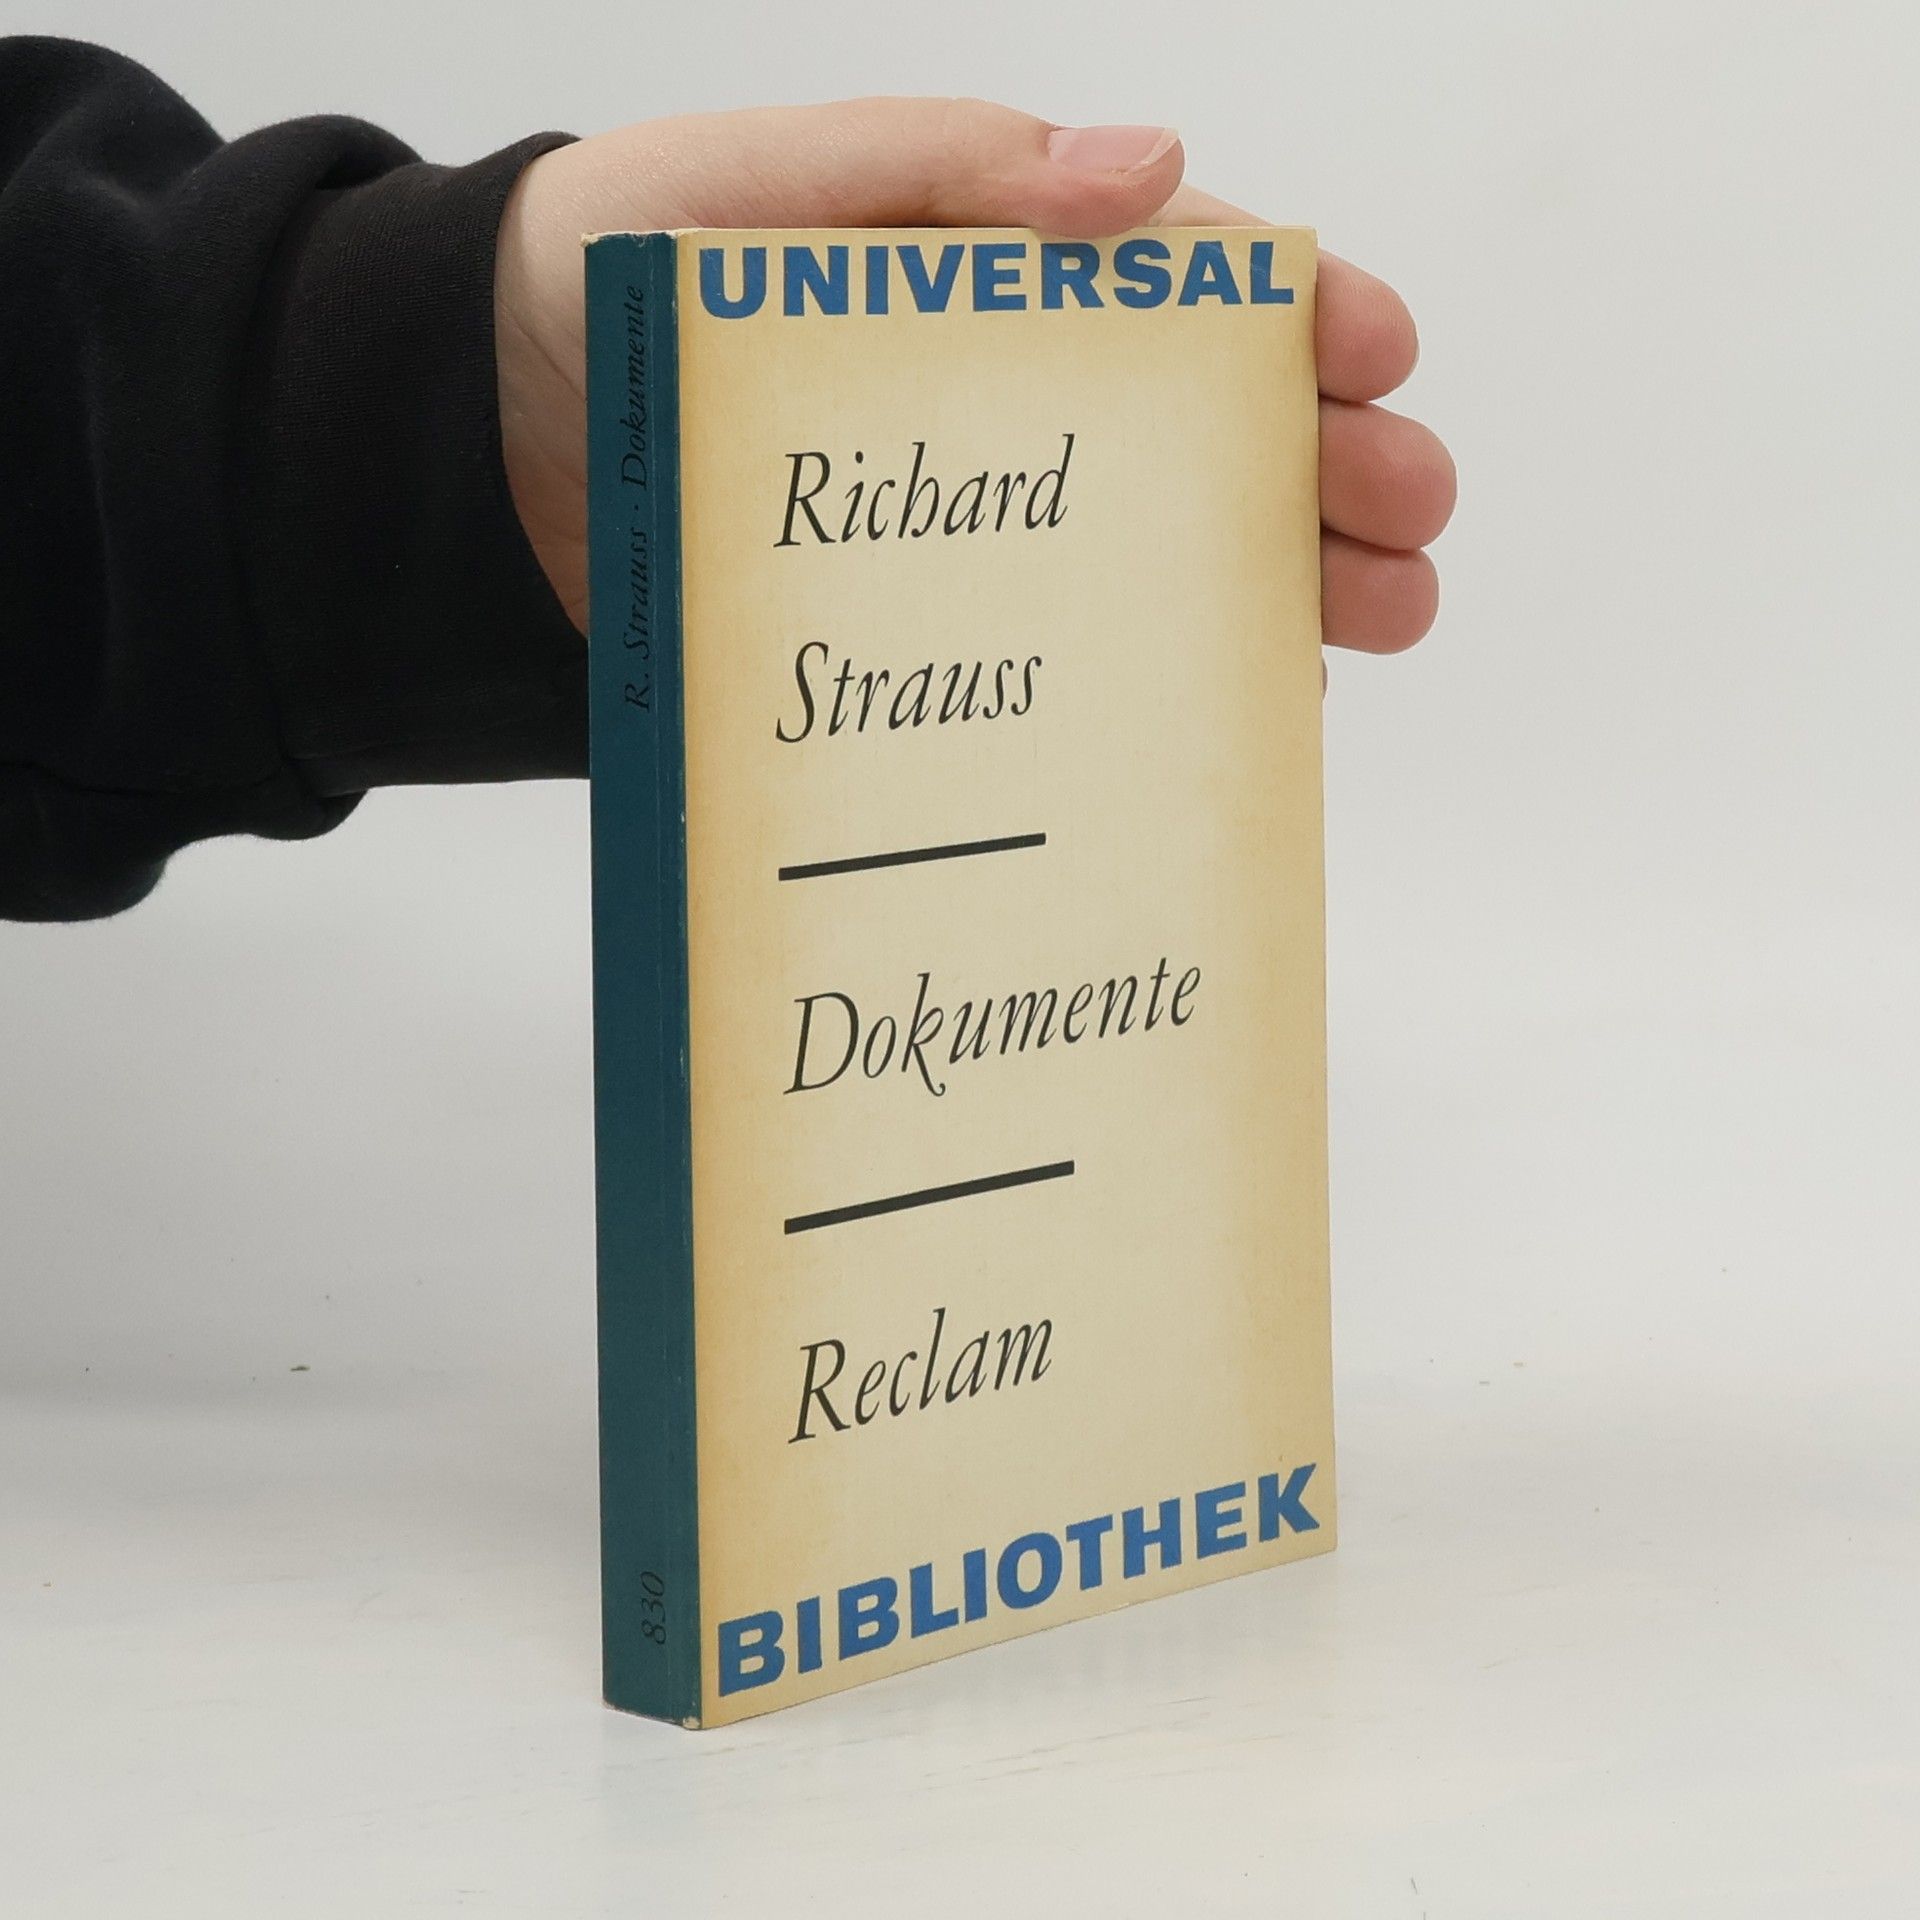 UNIVERSAL
Richard
Strauss
Dokumente
Reclam
BIBLIOTHEK
R. Strauss · Dokumente
830